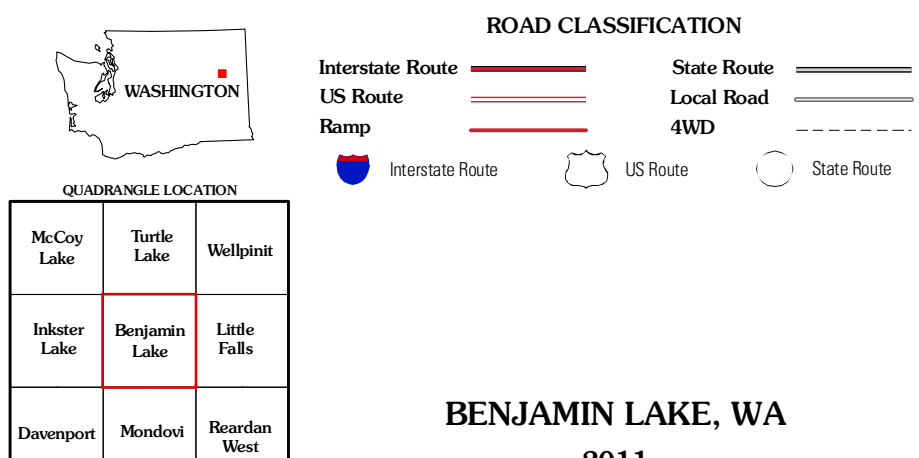 ROAD CLASSIFICATION
Interstate Route
State Route
US Route
Local Road
Ramp
4WD
Interstate Route
US Route
State Route
WASHINGTON
QUADRANGLE LOCATION
McCoy
Lake
Turtle
Lake
Wellpinit
Inkster
Lake
Benjamin
Lake
Little
Falls
Davenport
Mondovi
Reardan
West
BENJAMIN LAKE, WA
2011